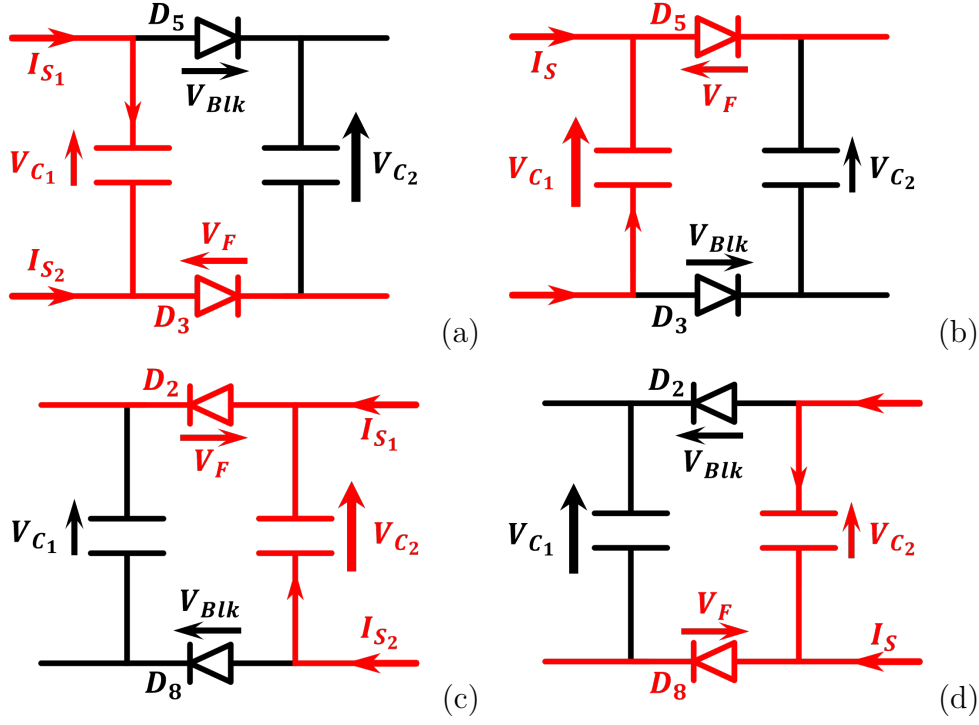 D5
IS1
VBlk
VC1
VC2
IS2
VF
D3
(a)
D5
IS
VF
VC1
VC2
VBlk
D3
(b)
D2
IS1
VF
VC1
VC2
VBlk
IS2
D8
(c)
D2
VBlk
VC1
VC2
VF
IS
D8
(d)